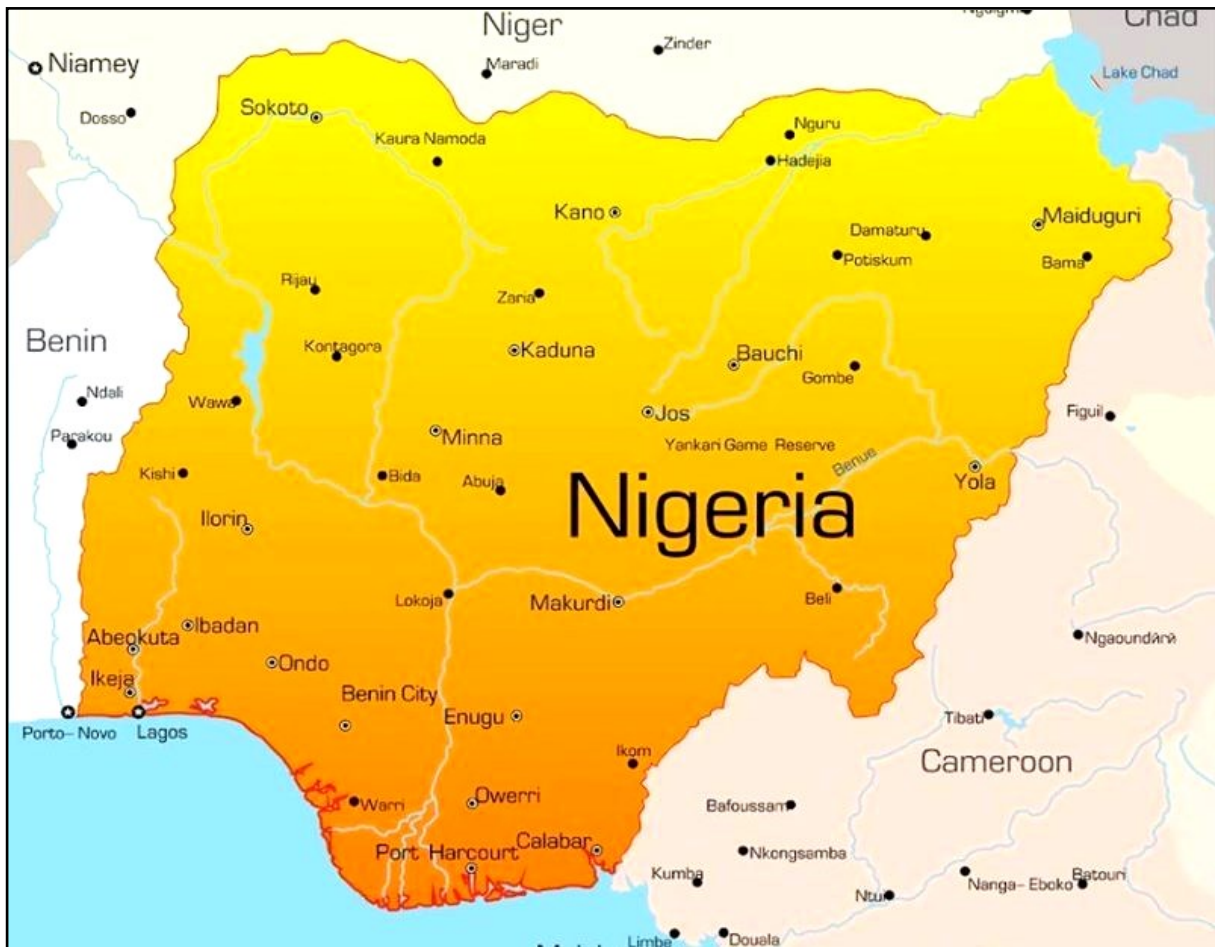 Niger
Chad
Zinder
Maradi
Niamey
Lake Chad
Dosso
Sokoto
Nguru
Kaura Namoda
Hadejia
Kano
Maiduguri
Damaturu
Potiskum
Bama
Rijau
Zaria
Benin
Kontagora
Kaduna
Bauchi
Gombe
Ndali
Wawa
Jos
Figuil
Parakou
Minna
Yankari Game Reserve
Benue
Kishi
Bida
Abuja
Nigeria
Yola
Ilorin
Lokoja
Makurdi
Beli
Ibadan
Abeokuta
Ngaoundéré
Ondo
Ikeja
Benin City
Enugu
Porto-Novo
Lagos
Tibati
Ikom
Cameroon
Warri
Owerri
Bafoussam
Calabar
Port Harcourt
Nkongsamba
Kumba
Nanga-Eboko
Batouri
Ntui
Limbe
Douala